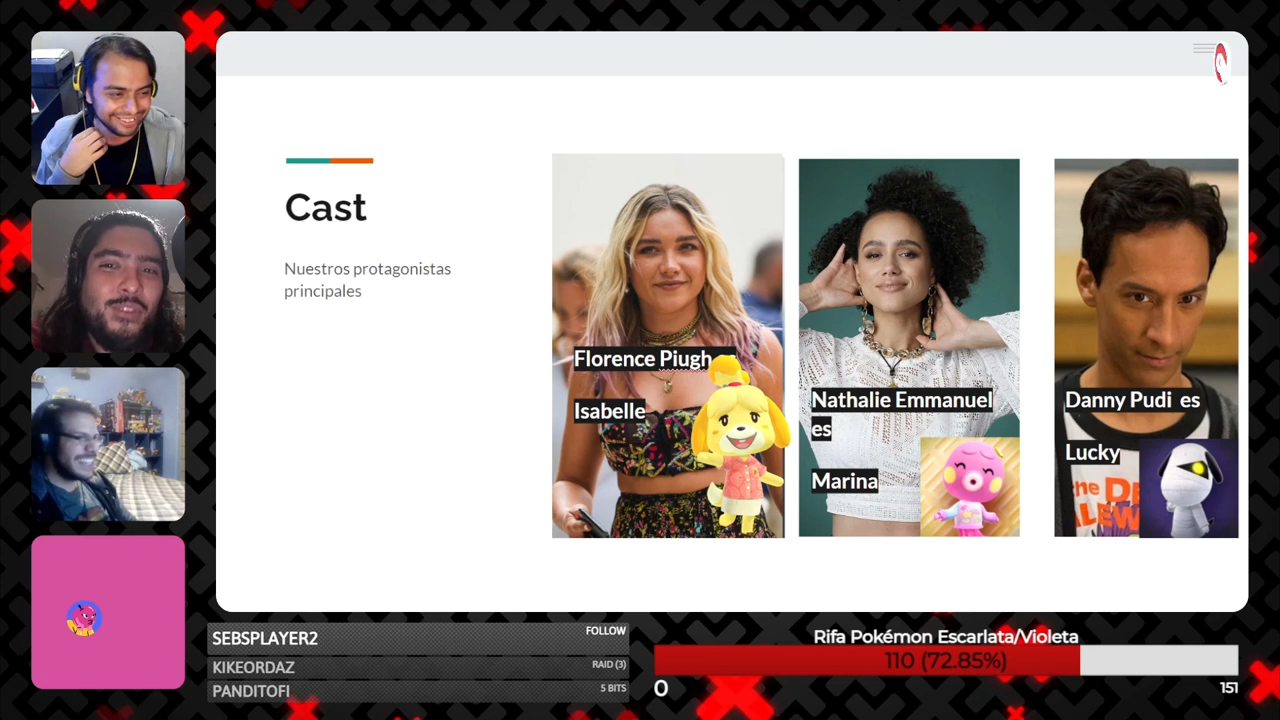 Cast
Nuestros protagonistas
principales
Florence Piugh es
Isabelle
Nathalie Emmanuel
es
Marina
Danny Pudi es
Lucky
SEBSPLAYER2
FOLLOW
KIKEORDAZ
RAID (3)
PANDITOFI
5 BITS
Rifa Pokémon Escarlata/Violeta
110 (72.85%)
0
151